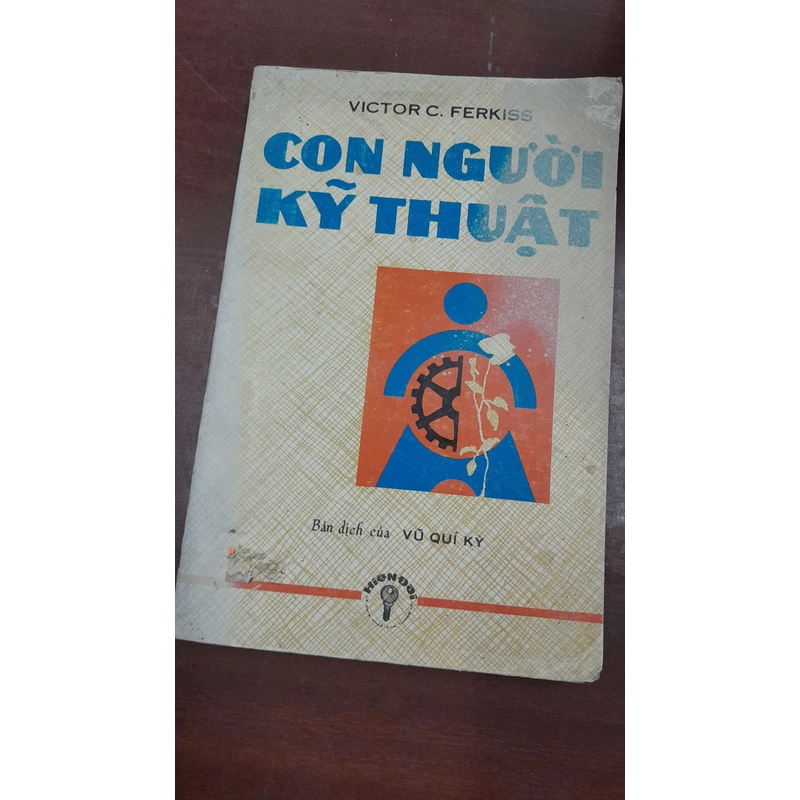 VICTOR C. FERKISS
CON NGƯỜI
KỸ THUẬT
Bản dịch của VŨ QUÍ KỲ
HIỆN ĐẠI